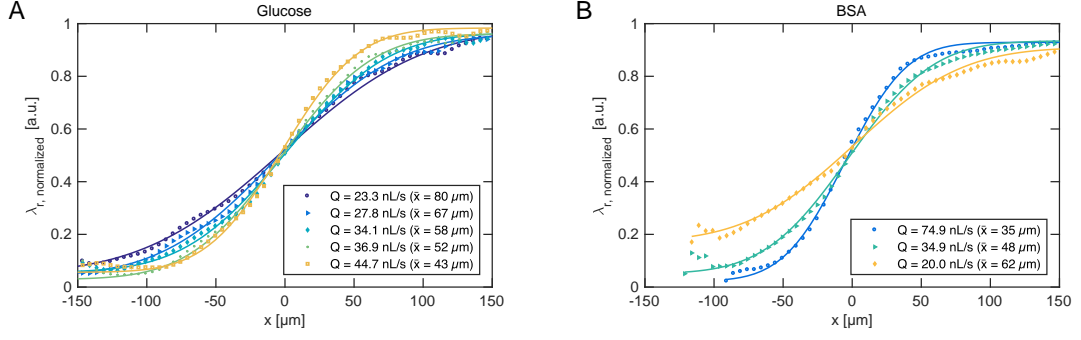 A
Glucose
1
0.8
0.6
0.4
0.2
0
λr, normalized [a.u.]
Q = 23.3 nL/s (x̄ = 80 µm)
Q = 27.8 nL/s (x̄ = 67 µm)
Q = 34.1 nL/s (x̄ = 58 µm)
Q = 36.9 nL/s (x̄ = 52 µm)
Q = 44.7 nL/s (x̄ = 43 µm)
-150 -100 -50 0 50 100 150
x [µm]
B
BSA
1
0.8
0.6
0.4
0.2
0
λr, normalized [a.u.]
Q = 74.9 nL/s (x̄ = 35 µm)
Q = 34.9 nL/s (x̄ = 48 µm)
Q = 20.0 nL/s (x̄ = 62 µm)
-150 -100 -50 0 50 100 150
x [µm]